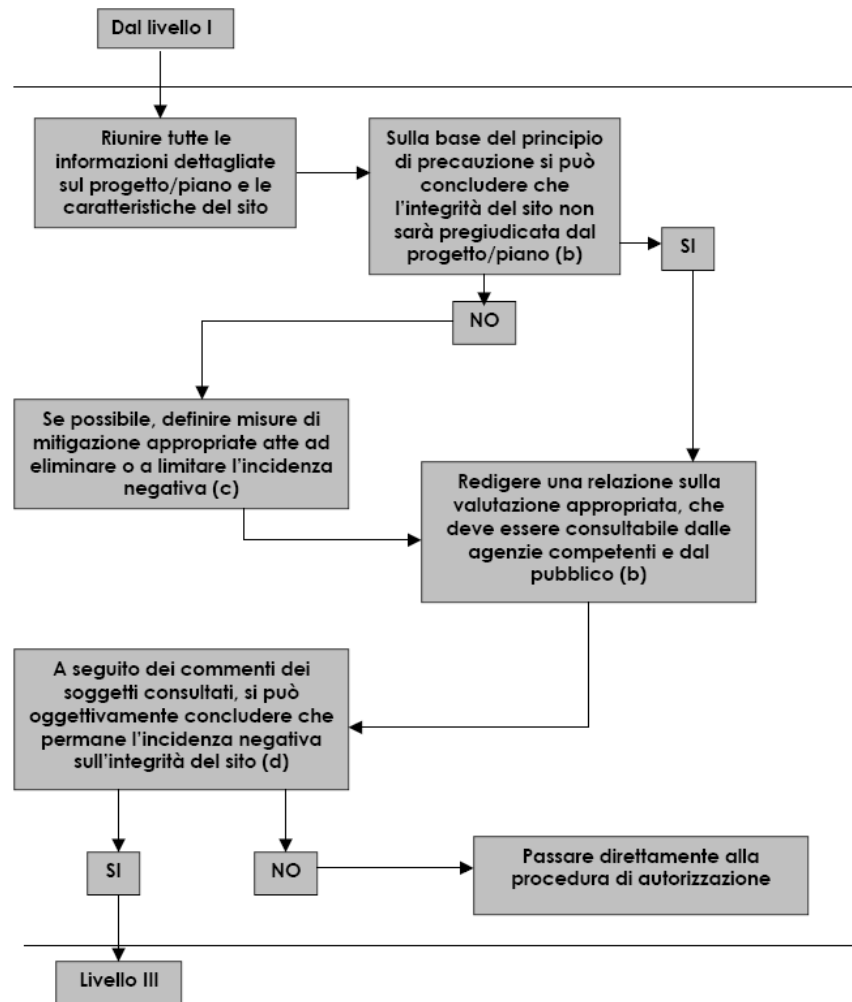 Dal livello I
Riunire tutte le
informazioni dettagliate
sul progetto/piano e le
caratteristiche del sito
Sulla base del principio
di precauzione si può
concludere che
l'integrità del sito non
sarà pregiudicata dal
progetto/piano (b)
SI
NO
Se possibile, definire misure di
mitigazione appropriate atte ad
eliminare o a limitare l'incidenza
negativa (c)
Redigere una relazione sulla
valutazione appropriata, che
deve essere consultabile dalle
agenzie competenti e dal
pubblico (b)
A seguito dei commenti dei
soggetti consultati, si può
oggettivamente concludere che
permane l'incidenza negativa
sull'integrità del sito (d)
SI
NO
Passare direttamente alla
procedura di autorizzazione
Livello III